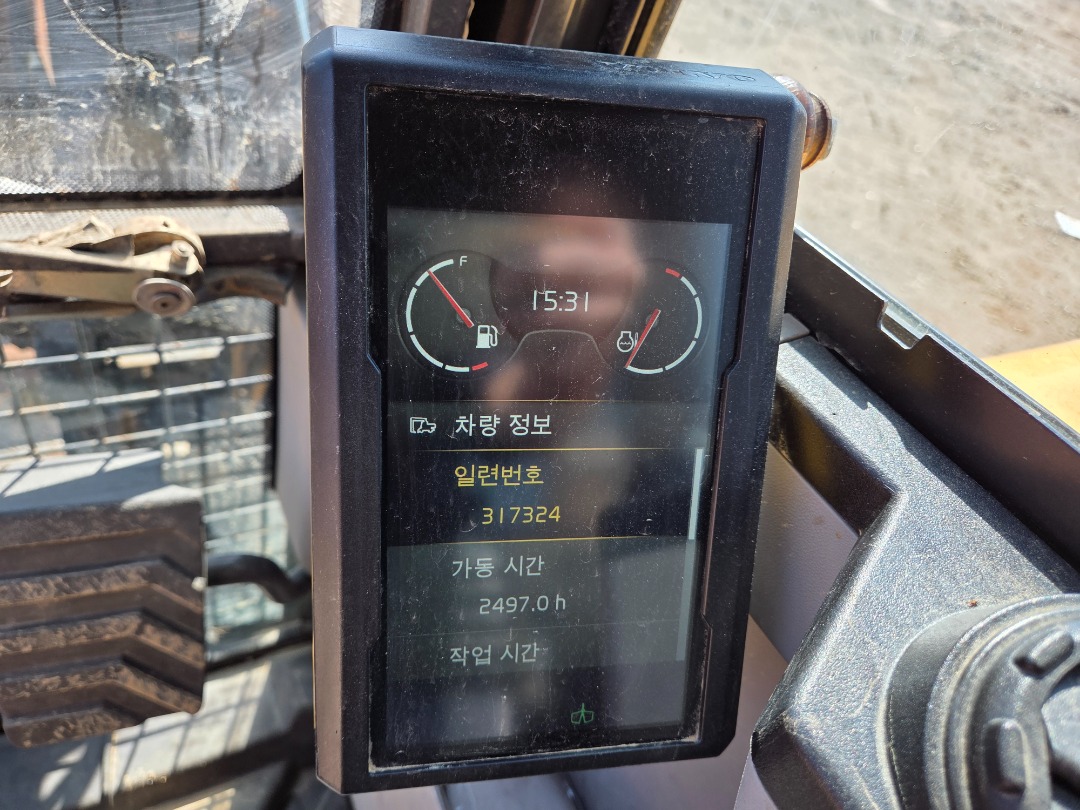 F
15:31
차량 정보
일련번호
317324
가동 시간
2497.0 h
작업 시간